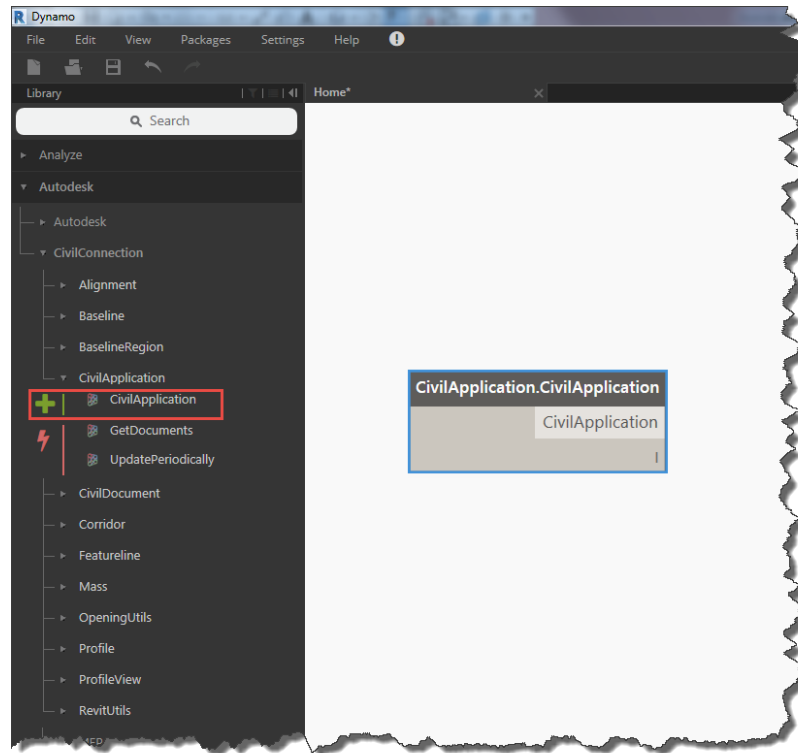 Dynamo
File Edit View Packages Settings Help
Library
Home*
Search
Analyze
Autodesk
Autodesk
CivilConnection
Alignment
Baseline
BaselineRegion
CivilApplication
CivilApplication
GetDocuments
UpdatePeriodically
CivilDocument
Corridor
Featureline
Mass
OpeningUtils
Profile
ProfileView
RevitUtils
CivilApplication.CivilApplication
CivilApplication